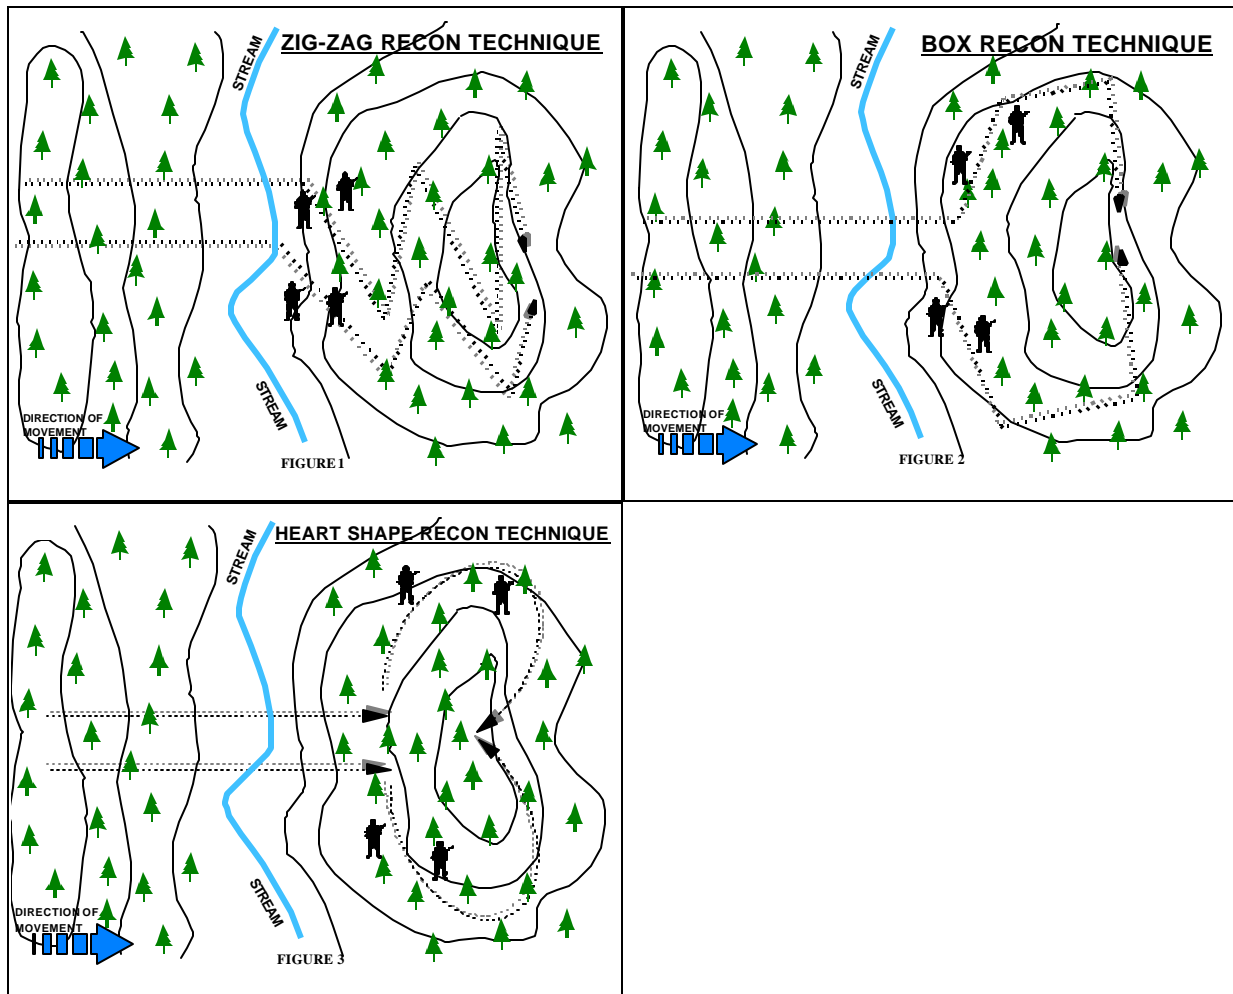 ZIG-ZAG RECON TECHNIQUE
STREAM
STREAM
DIRECTION OF
MOVEMENT
FIGURE 1
BOX RECON TECHNIQUE
STREAM
STREAM
DIRECTION OF
MOVEMENT
FIGURE 2
HEART SHAPE RECON TECHNIQUE
STREAM
STREAM
DIRECTION OF
MOVEMENT
FIGURE 3